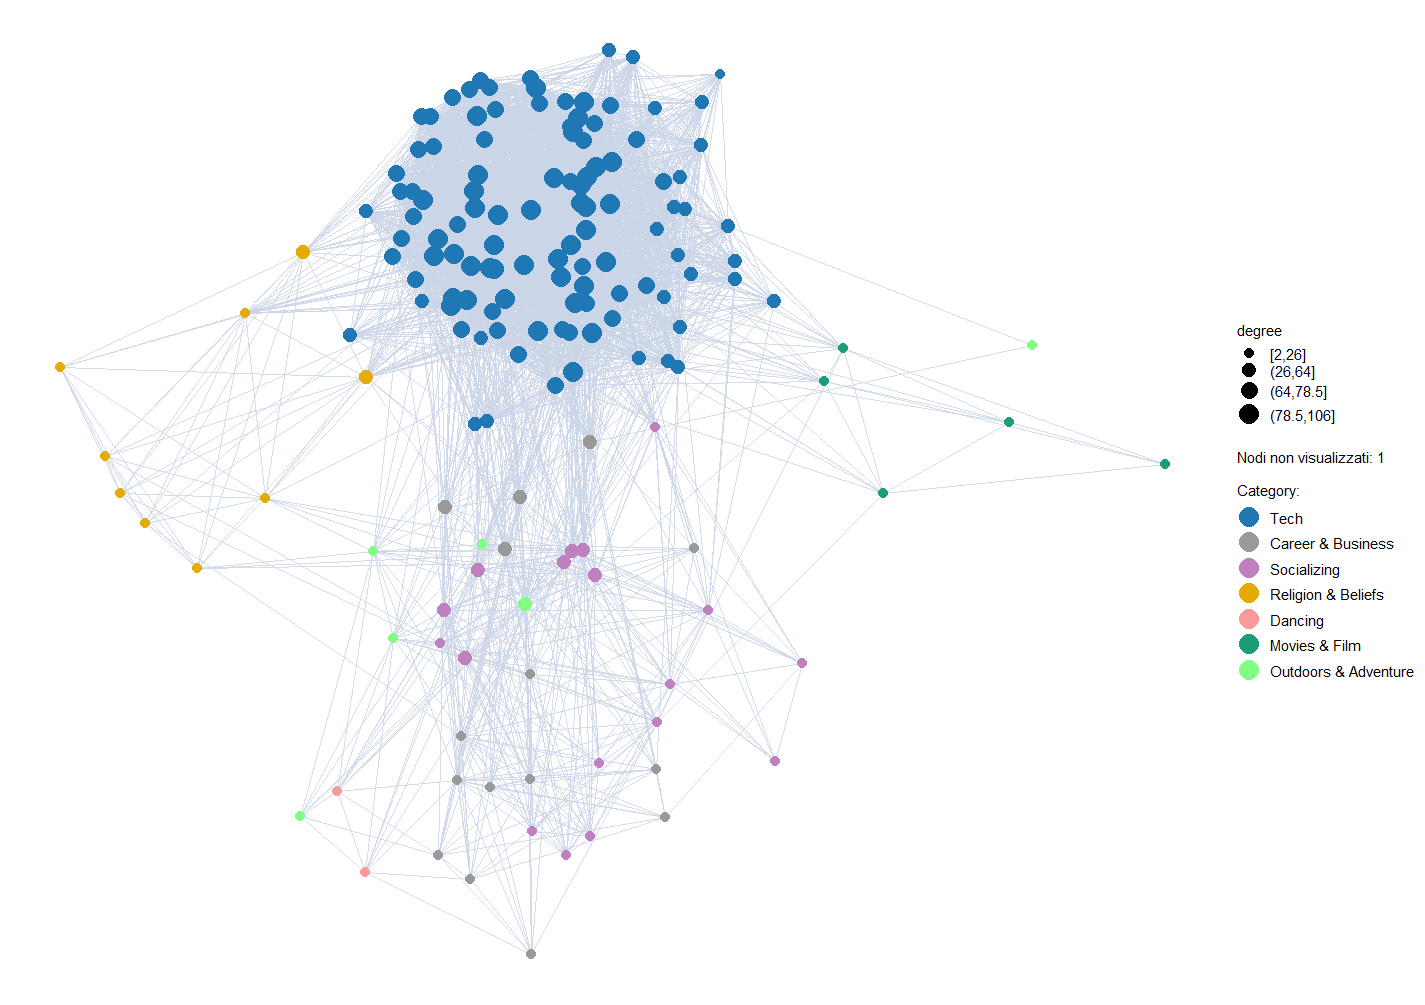 degree
[2,26]
(26,64]
(64,78.5]
(78.5,106]
Nodi non visualizzati: 1
Category:
Tech
Career & Business
Socializing
Religion & Beliefs
Dancing
Movies & Film
Outdoors & Adventure